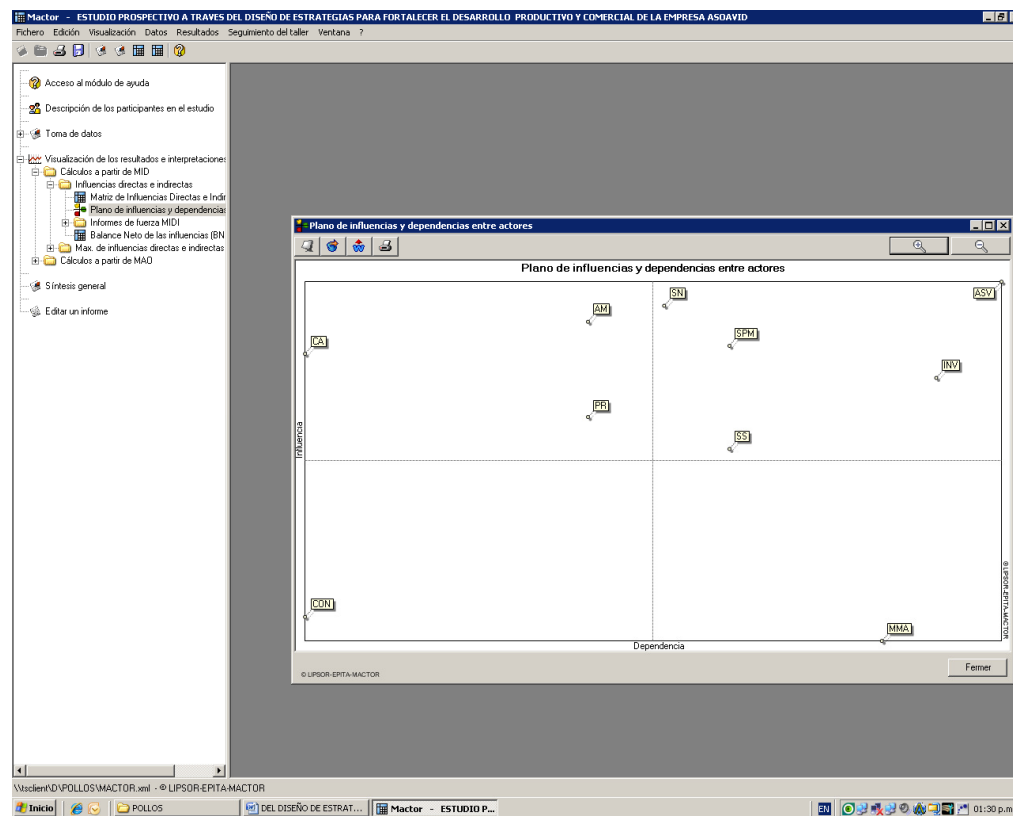 Mactor - ESTUDIO PROSPECTIVO A TRAVES DEL DISEÑO DE ESTRATEGIAS PARA FORTALECER EL DESARROLLO PRODUCTIVO Y COMERCIAL DE LA EMPRESA ASOAVID
Fichero Edición Visualización Datos Resultados Seguimiento del taller Ventana ?
Acceso al módulo de ayuda
Descripción de los participantes en el estudio
Toma de datos
Visualización de los resultados e interpretaciones
Cálculos a partir de MID
Influencias directas e indirectas
Matriz de Influencias Directas e Indir
Plano de influencias y dependencias
Informes de fuerza MIDI
Balance Neto de las influencias (BN
Max. de influencias directas e indirectas
Cálculos a partir de MAO
Síntesis general
Editar un informe
Plano de influencias y dependencias entre actores
Plano de influencias y dependencias entre actores
SN
ASV
AM
SPM
CA
INV
PR
SS
Influencia
CON
MMA
Dependencia
© LIPSOR-EPITA-MACTOR
© LIPSOR-EPITA-MACTOR
Fermer
\\tsclient\D\POLLOS\MACTOR.xml - © LIPSOR-EPITA-MACTOR
Inicio
POLLOS
DEL DISEÑO DE ESTRAT...
Mactor - ESTUDIO P...
EN
01:30 p.m